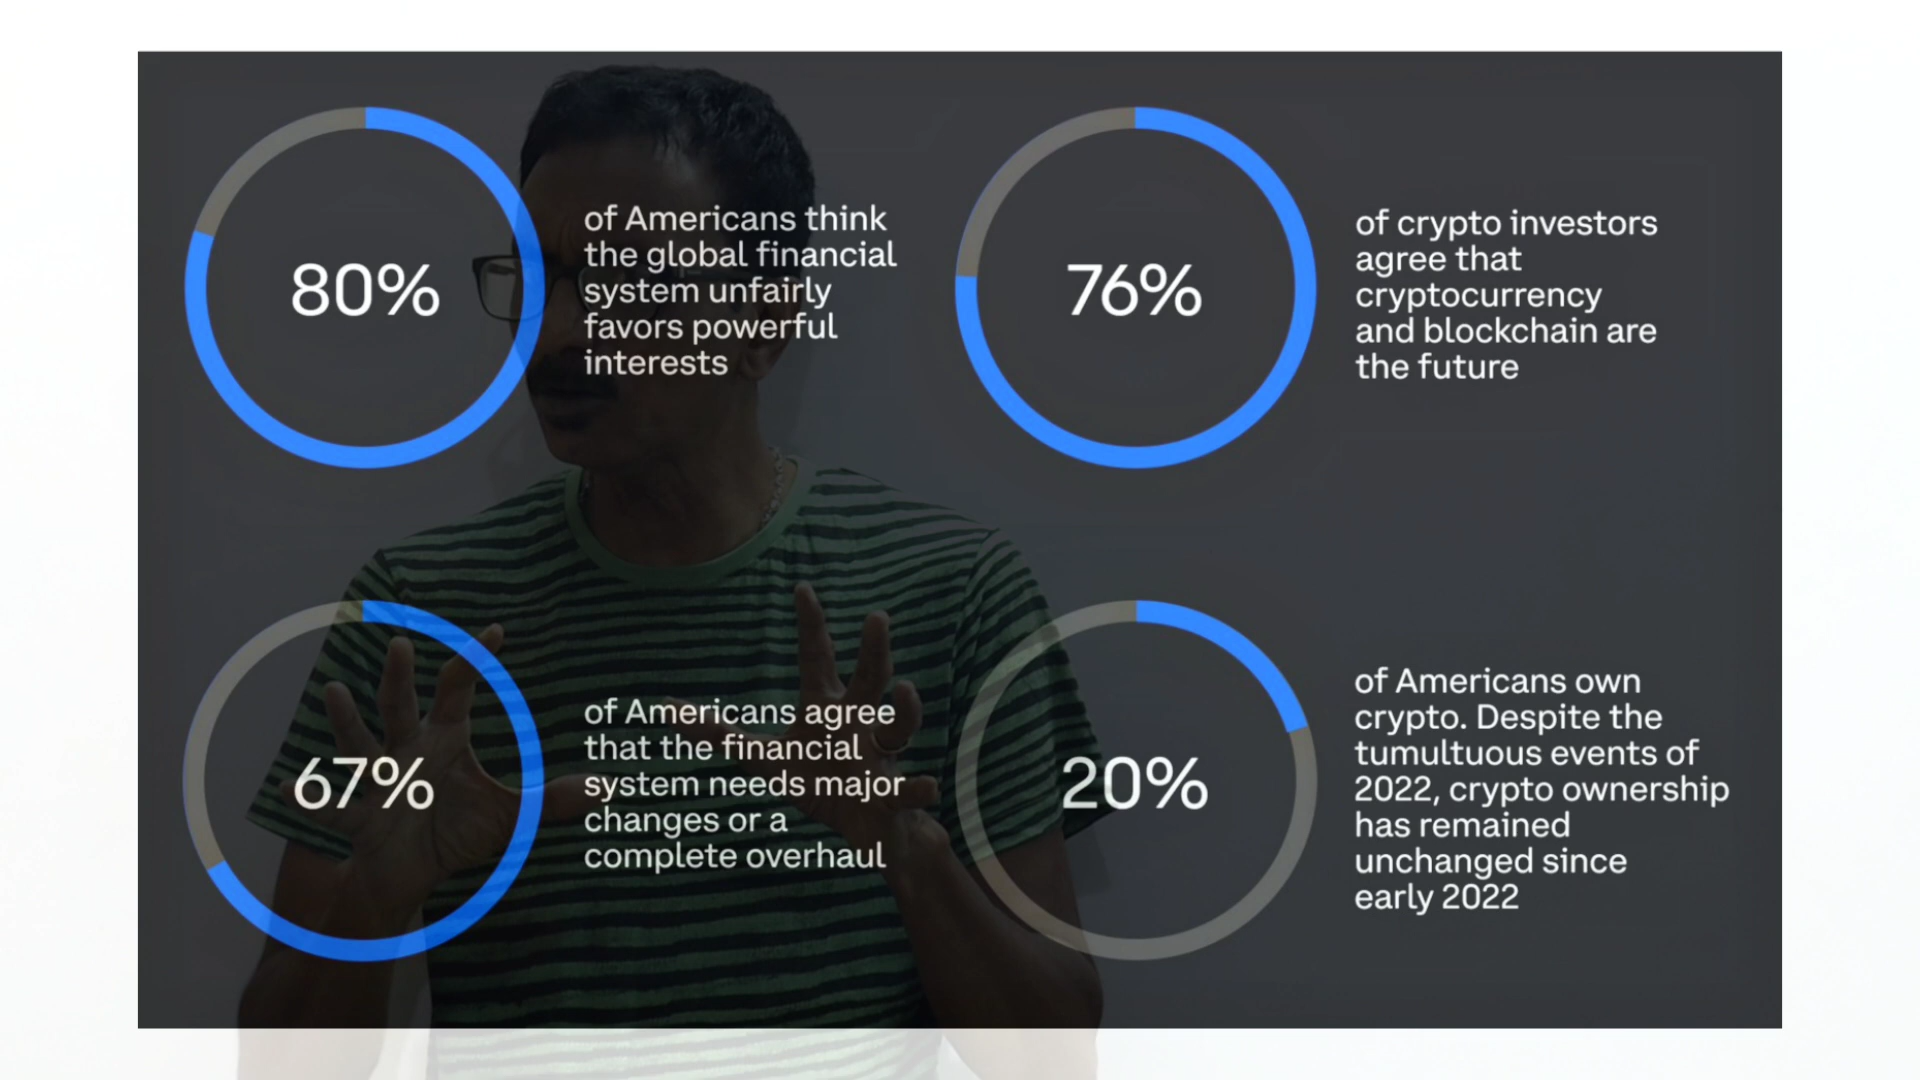 80%
of Americans think
the global financial
system unfairly
favors powerful
interests
76%
of crypto investors
agree that
cryptocurrency
and blockchain are
the future
67%
of Americans agree
that the financial
system needs major
changes or a
complete overhaul
20%
of Americans own
crypto. Despite the
tumultuous events of
2022, crypto ownership
has remained
unchanged since
early 2022